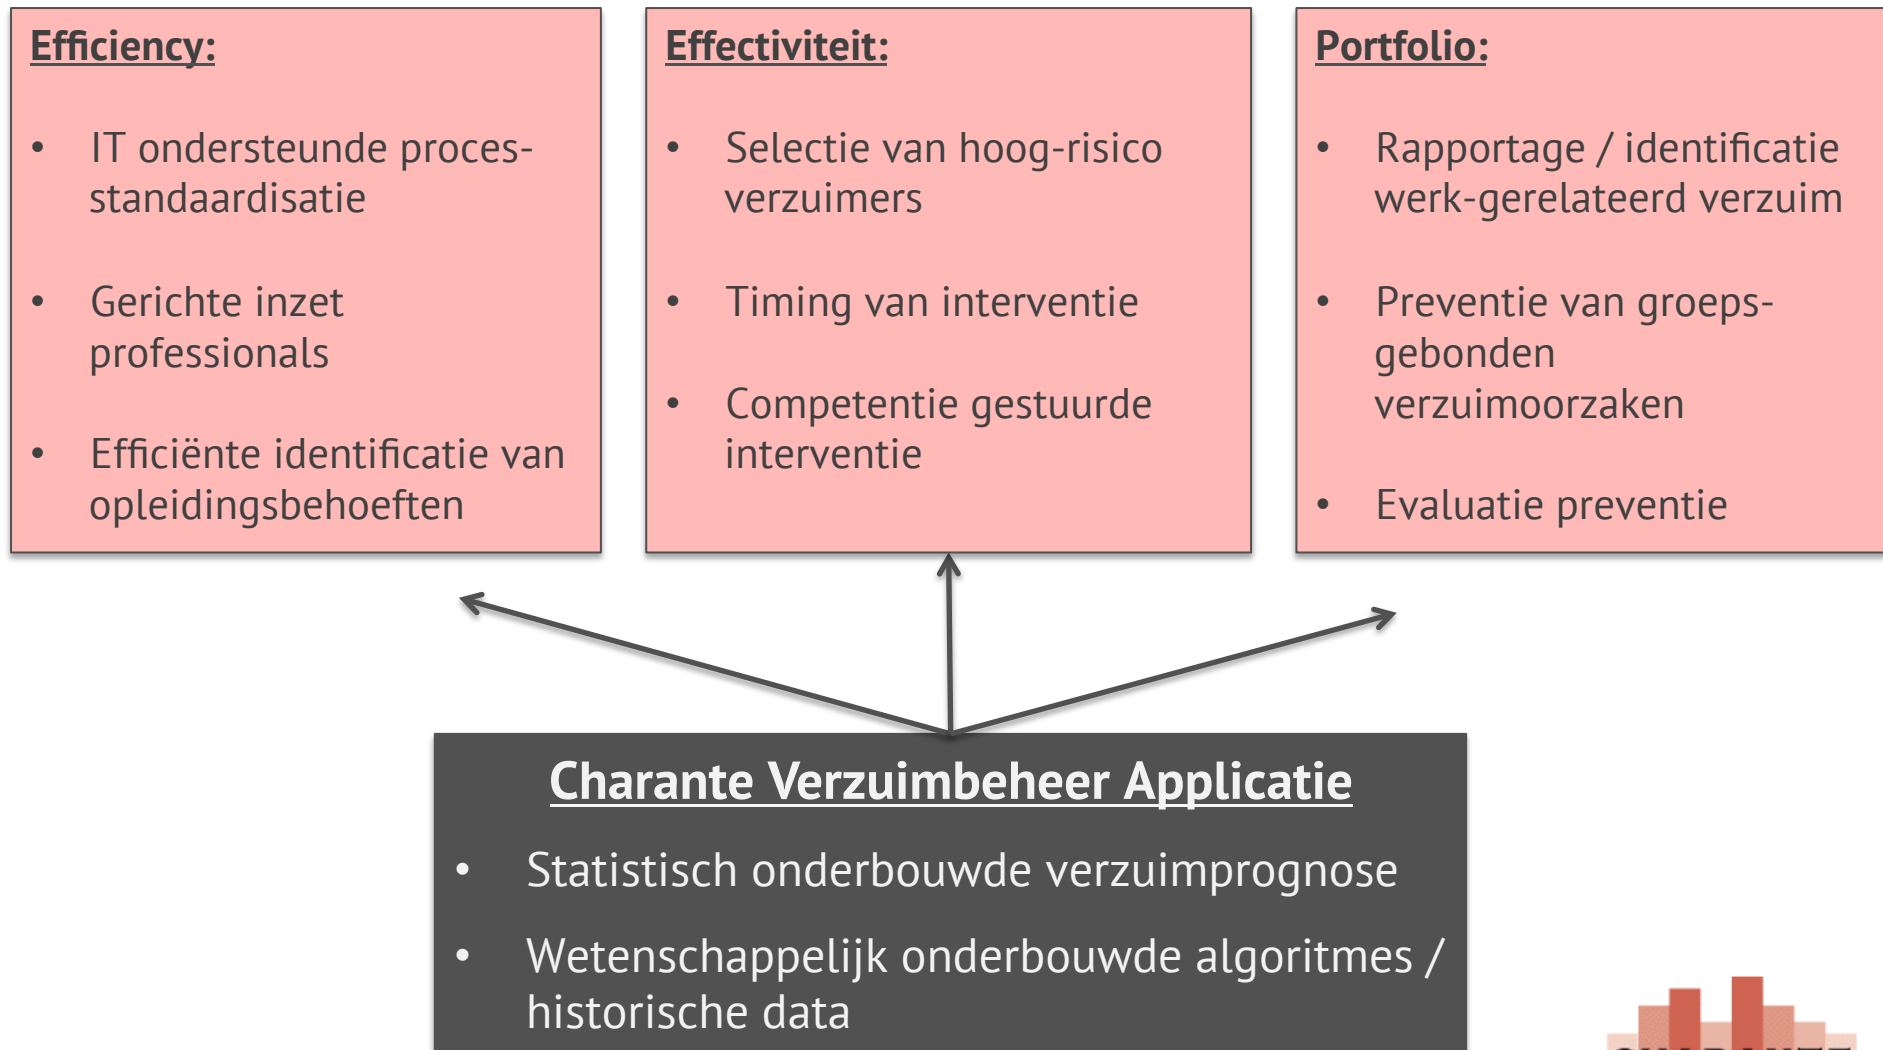 Efficiency:
• IT ondersteunde proces-
standaardisatie
• Gerichte inzet
professionals
• Efficiënte identificatie van
opleidingsbehoeften
Effectiviteit:
• Selectie van hoog-risico
verzuimers
• Timing van interventie
• Competentie gestuurde
interventie
Portfolio:
• Rapportage / identificatie
werk-gerelateerd verzuim
• Preventie van groeps-
gebonden
verzuimoorzaken
• Evaluatie preventie
Charante Verzuimbeheer Applicatie
• Statistisch onderbouwde verzuimprognose
• Wetenschappelijk onderbouwde algoritmes /
historische data